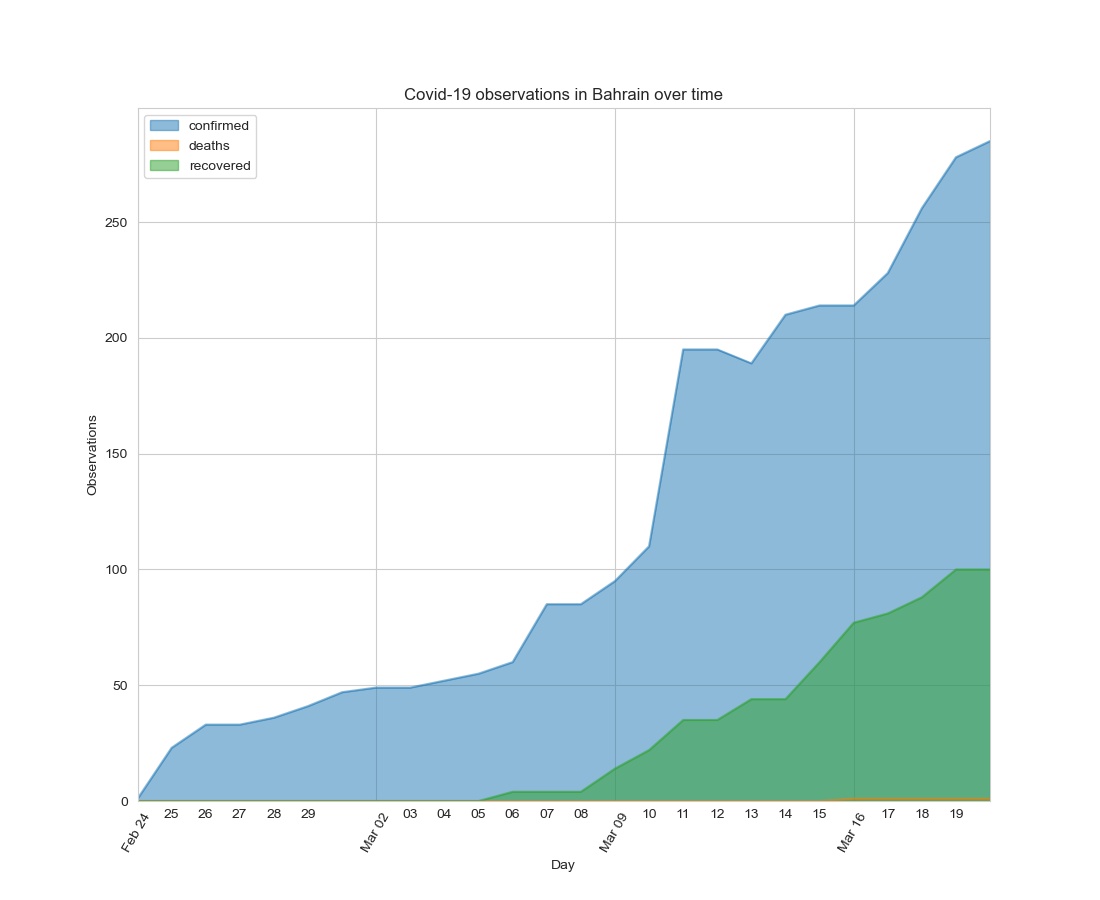 Covid-19 observations in Bahrain over time
confirmed
deaths
recovered
250
200
150
100
50
0
Observations
Feb 24
25
26
27
28
29
Mar 02
03
04
05
06
07
08
Mar 09
10
11
12
13
14
15
Mar 16
17
18
19
Day